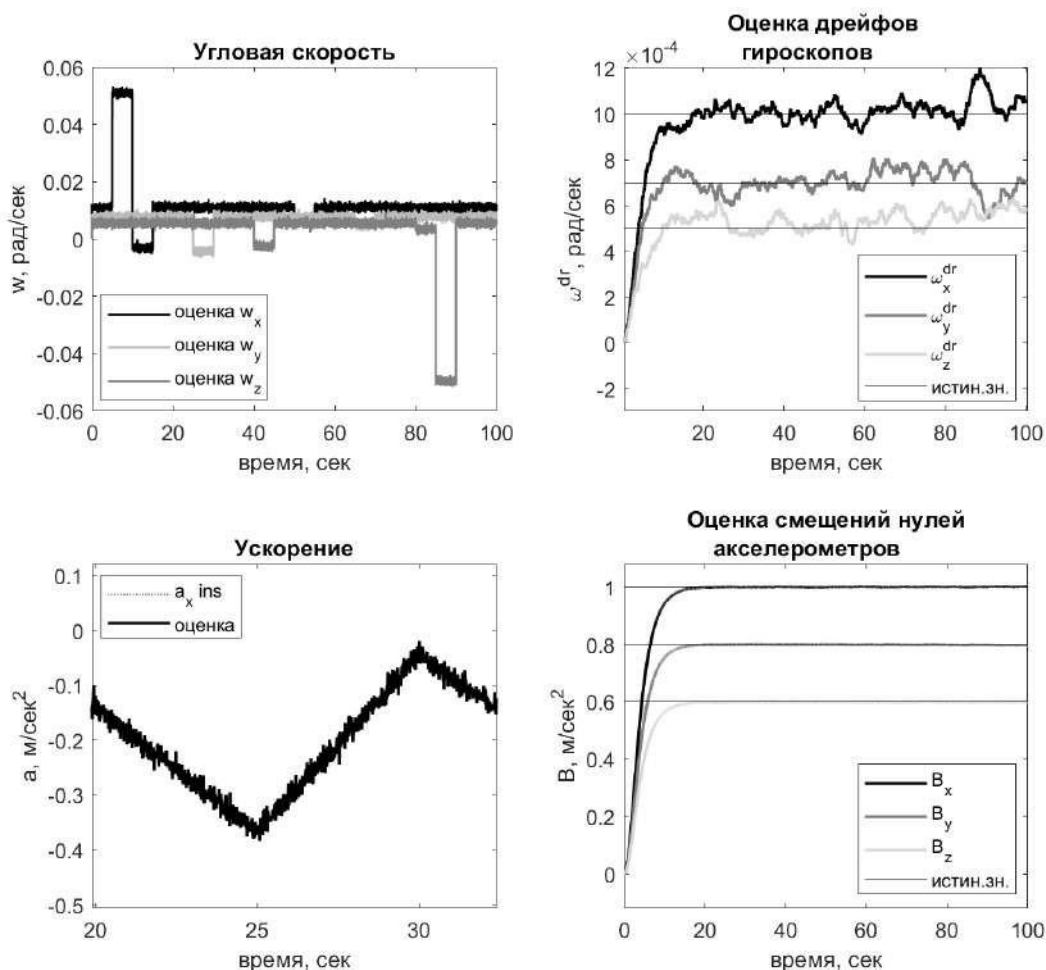 Угловая скорость
0.06
0.04
0.02
0
-0.02
-0.04
-0.06
w, рад/сек
оценка w_x
оценка w_y
оценка w_z
0 20 40 60 80 100
время, сек
Оценка дрейфов
гироскопов
×10^-4
12
10
8
6
4
2
0
-2
ω^dr, рад/сек
ω_x^dr
ω_y^dr
ω_z^dr
истин.зн.
20 40 60 80 100
время, сек
Ускорение
0.1
0
-0.1
-0.2
-0.3
-0.4
-0.5
a, м/сек²
a_x ins
оценка
20 25 30
время, сек
Оценка смещений нулей
акселерометров
1
0.8
0.6
0.4
0.2
0
B, м/сек²
B_x
B_y
B_z
истин.зн.
0 20 40 60 80 100
время, сек